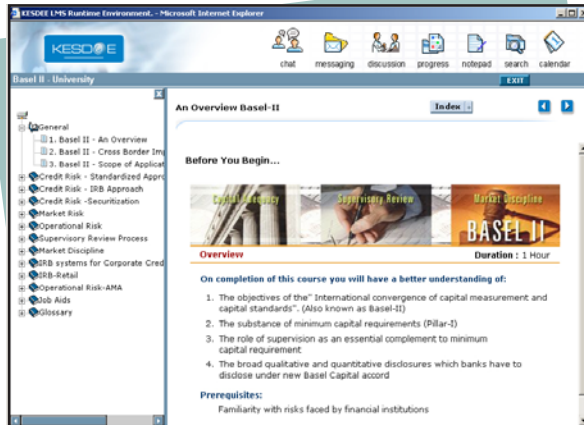 KESDEE LMS Runtime Environment. - Microsoft Internet Explorer
KESDEE
chat messaging discussion progress notepad search calendar
Basel II - University
EXIT
General
1. Basel II - An Overview
2. Basel II - Cross Border Imp
3. Basel II - Scope of Applicat
Credit Risk - Standardized Appro
Credit Risk - IRB Approach
Credit Risk -Securitization
Market Risk
Operational Risk
Supervisory Review Process
Market Discipline
IRB systems for Corporate Cred
IRB-Retail
Operational Risk-AMA
Job Aids
Glossary
An Overview Basel-II
Index
Before You Begin...
Capital Adequacy
Supervisory Review
Market Discipline
BASEL II
Overview
Duration : 1 Hour
On completion of this course you will have a better understanding of:
1. The objectives of the" International convergence of capital measurement and
capital standards". (Also known as Basel-II)
2. The substance of minimum capital requirements (Pillar-I)
3. The role of supervision as an essential complement to minimum
capital requirement
4. The broad qualitative and quantitative disclosures which banks have to
disclose under new Basel Capital accord
Prerequisites:
Familiarity with risks faced by financial institutions